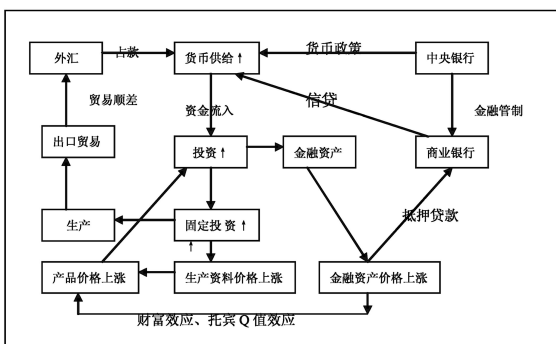 外汇
占款
货币供给↑
货币政策
中央银行
贸易顺差
资金流入
信贷
金融管制
出口贸易
投资↑
金融资产
商业银行
生产
固定投资↑
↑
抵押贷款
产品价格上涨
生产资料价格上涨
金融资产价格上涨
财富效应、托宾Q值效应